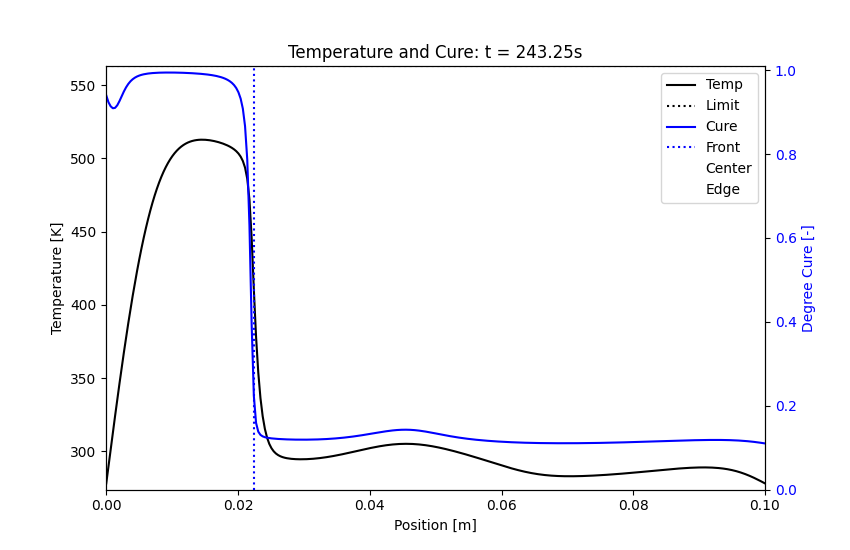 Temperature and Cure: t = 243.25s
550
500
450
400
350
300
Temperature [K]
1.0
0.8
0.6
0.4
0.2
0.0
Degree Cure [-]
Temp
Limit
Cure
Front
Center
Edge
0.00 0.02 0.04 0.06 0.08 0.10
Position [m]